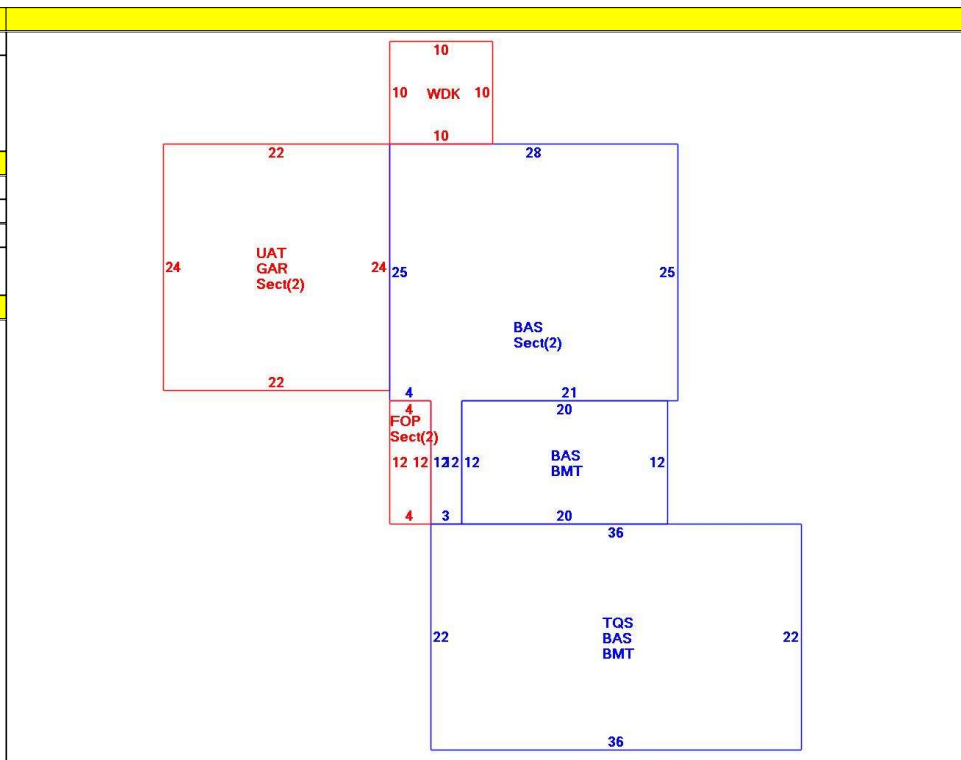 10
10 WDK 10
10
22 28
UAT
GAR
Sect(2)
24 24
25 25
BAS
Sect(2)
22
4 21
4 20
FOP
Sect(2)
12 12 12 12 12 12
BAS
BMT
4 3 20
36
TQS
BAS
BMT
22 22
36